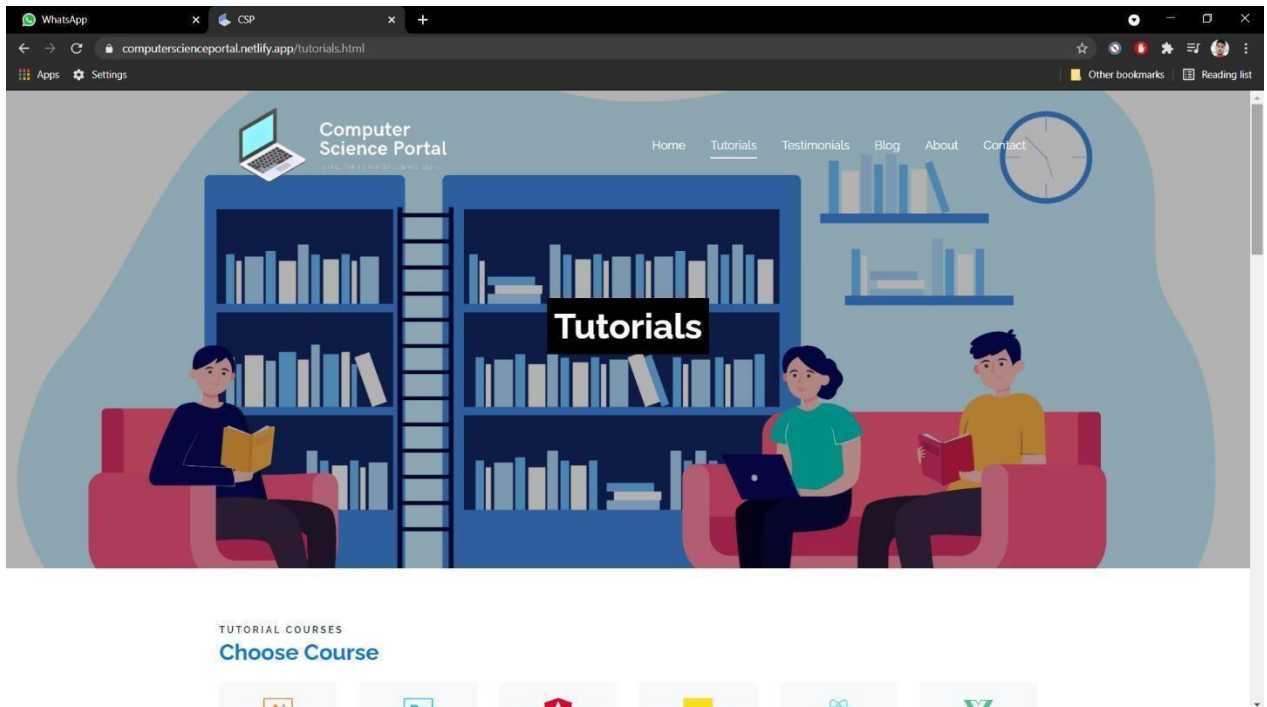 WhatsApp
CSP
computerscienceportal.netlify.app/tutorials.html
Apps
Settings
Other bookmarks
Reading list
Computer
Science Portal
Home
Tutorials
Testimonials
Blog
About
Contact
Tutorials
TUTORIAL COURSES
Choose Course